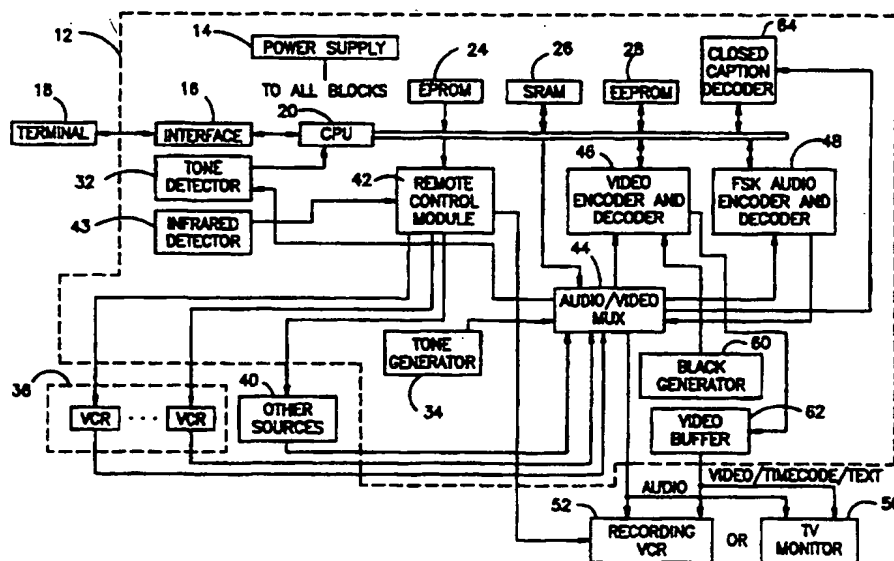 12
14
POWER SUPPLY
TO ALL BLOCKS
24
EPROM
26
SRAM
28
EEPROM
64
CLOSED
CAPTION
DECODER
18
TERMINAL
16
INTERFACE
20
CPU
32
TONE
DETECTOR
43
INFRARED
DETECTOR
42
REMOTE
CONTROL
MODULE
46
VIDEO
ENCODER AND
DECODER
48
FSK AUDIO
ENCODER AND
DECODER
44
AUDIO/VIDEO
MUX
TONE
GENERATOR
34
BLACK
GENERATOR
60
36
VCR
...
VCR
40
OTHER
SOURCES
VIDEO
BUFFER
62
AUDIO
VIDEO/TIMECODE/TEXT
52
RECORDING
VCR
OR
TV
MONITOR